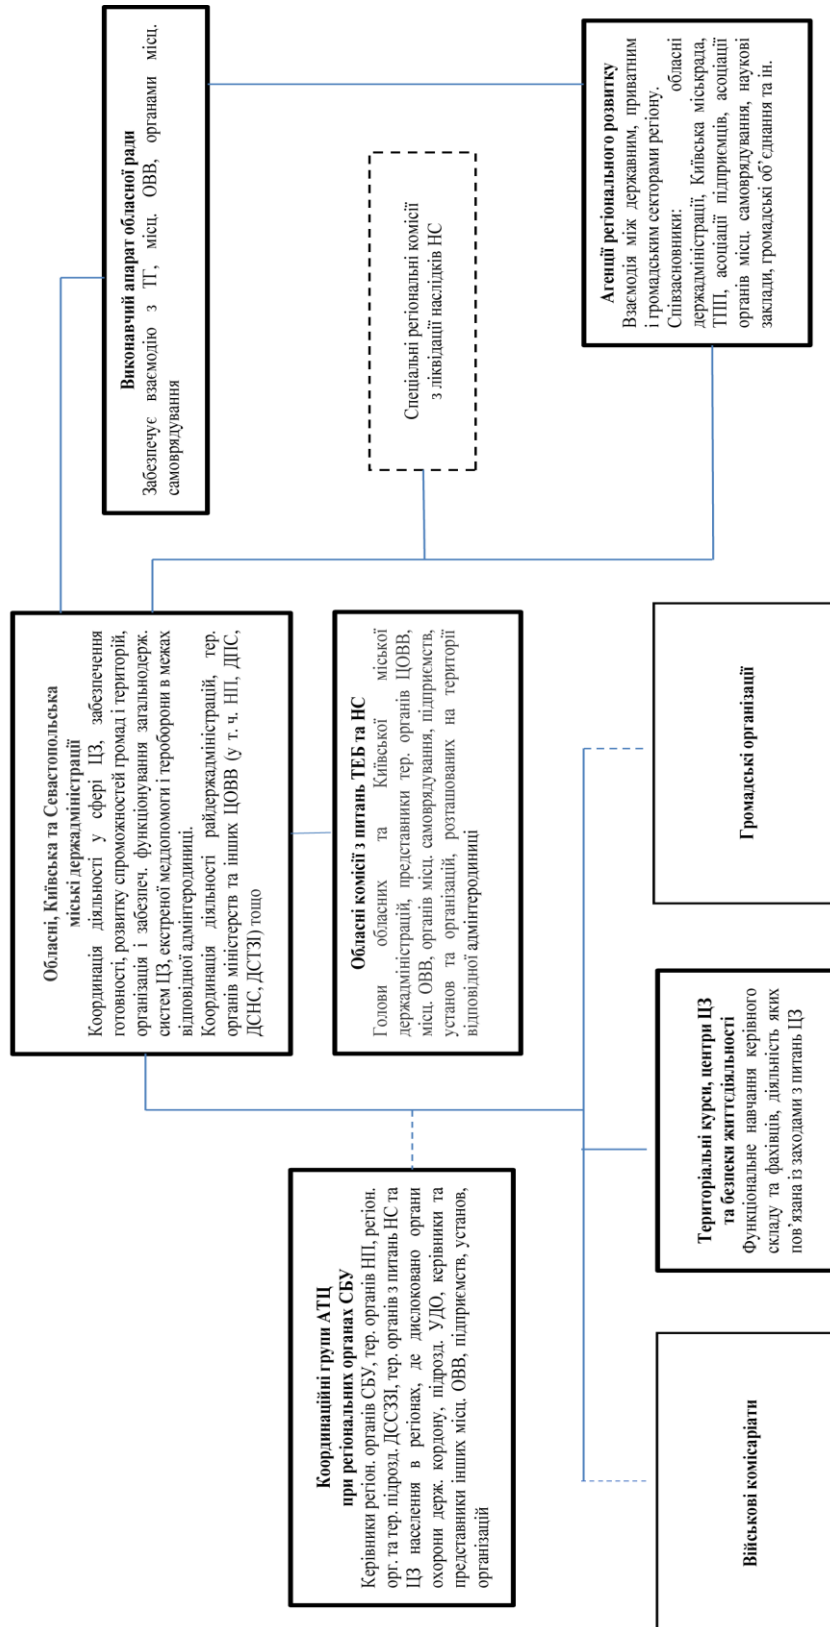 Обласні, Київська та Севастопольська
міські держадміністрації
Координація діяльності у сфері ЦЗ, забезпечення
готовності, розвитку спроможностей громад і територій,
організація і забезпеч. функціонування загальнодерж.
систем ЦЗ, екстреної меддопомоги і тероборони в межах
відповідної адмінтеродиниці.
Координація діяльності райдержадміністрацій, тер.
органів міністерств та інших ЦОВВ (у т. ч. НП, ДПС,
ДСНС, ДСТЗІ) тощо
Виконавчий апарат обласної ради
Забезпечує взаємодію з ТГ, місц. ОВВ, органами місц.
самоврядування
Координаційні групи АТЦ
при регіональних органах СБУ
Керівники регіон. органів СБУ, тер. органів НП, регіон.
орг. та тер. підрозд. ДССЗЗІ, тер. органів з питань НС та
ЦЗ населення в регіонах, де дислоковано органи
охорони держ. кордону, підрозд. УДО, керівники та
представники інших місц. ОВВ, підприємств, установ,
організацій
Обласні комісії з питань ТЕБ та НС
Голови обласних та Київської міської
держадміністрацій, представники тер. органів ЦОВВ,
місц. ОВВ, органів місц. самоврядування, підприємств,
установ та організацій, розташованих на території
відповідної адмінтеродиниці
Спеціальні регіональні комісії
з ліквідації наслідків НС
Агенції регіонального розвитку
Взаємодія між державним, приватним
і громадським секторами регіону.
Співзасновники: обласні
держадміністрації, Київська міськрада,
ТПП, асоціації підприємців, асоціації
органів місц. самоврядування, наукові
заклади, громадські об’єднання та ін.
Військові комісаріати
Територіальні курси, центри ЦЗ
та безпеки життєдіяльності
Функціональне навчання керівного
складу та фахівців, діяльність яких
пов’язана із заходами з питань ЦЗ
Громадські організації